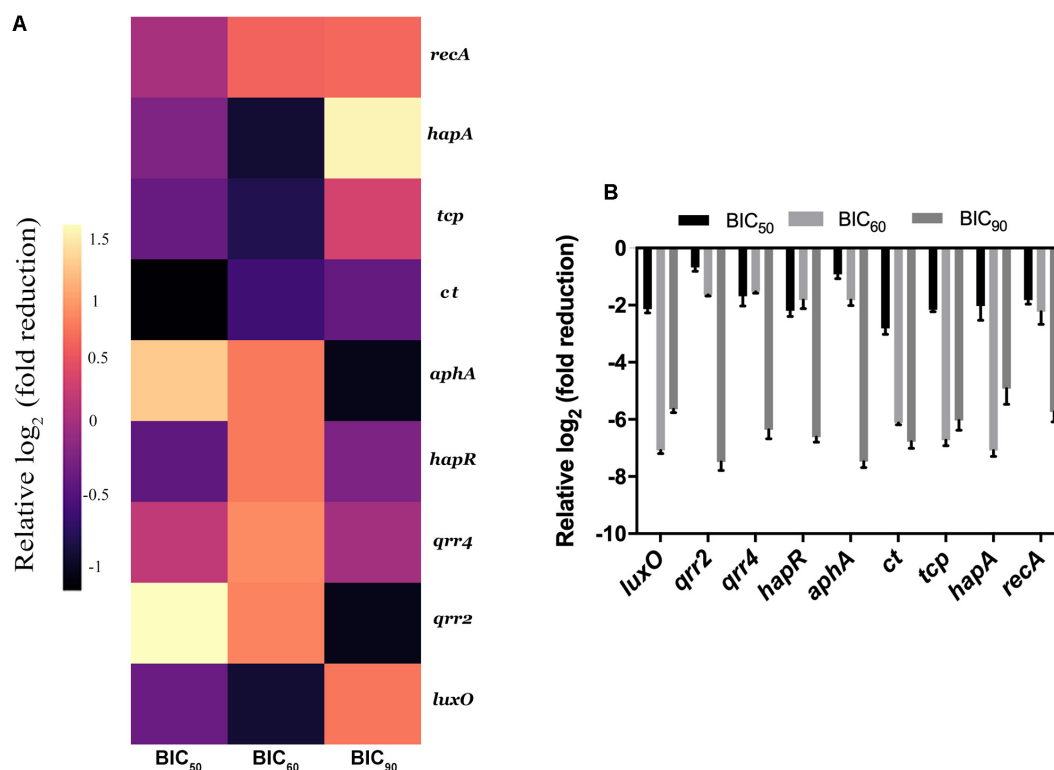 A
recA
hapA
tcp
ct
aphA
hapR
qrr4
qrr2
luxO
Relative log₂ (fold reduction)
1.5
1
0.5
0
-0.5
-1
BIC₅₀ BIC₆₀ BIC₉₀
B
BIC₅₀ BIC₆₀ BIC₉₀
Relative log₂ (fold reduction)
0
-2
-4
-6
-8
-10
luxO qrr2 qrr4 hapR aphA ct tcp hapA recA